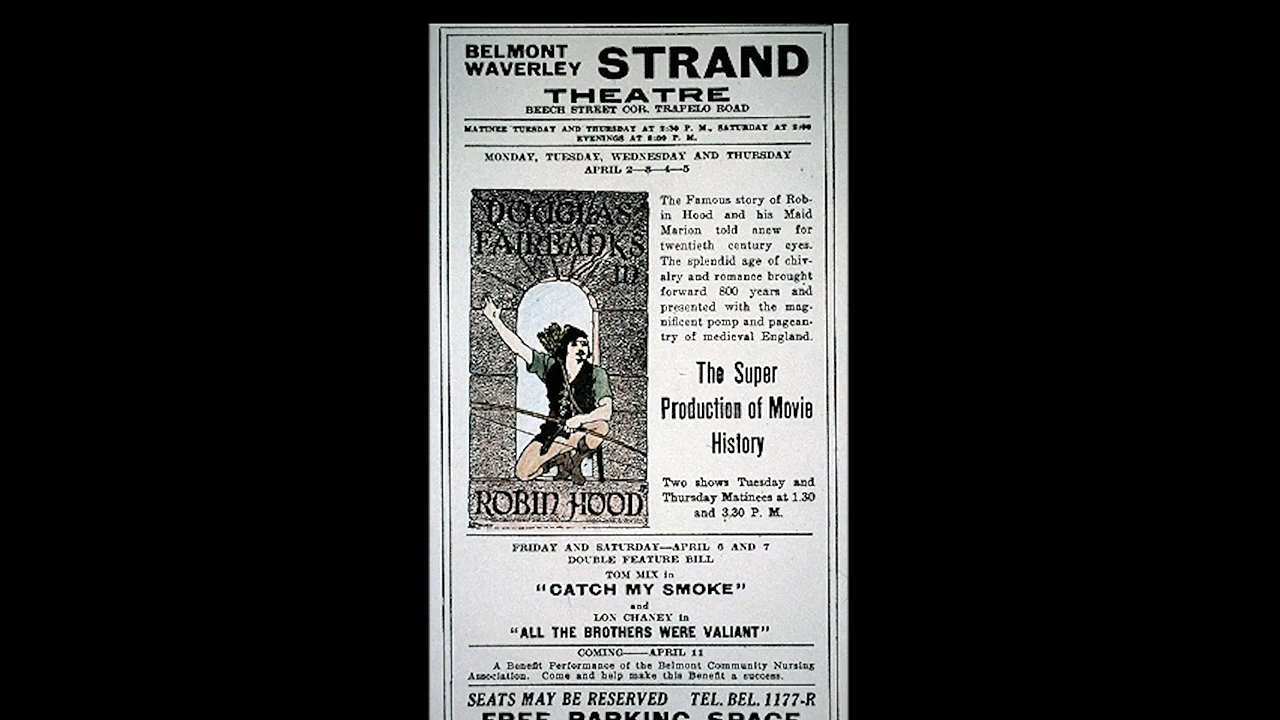 BELMONT
WAVERLEY
STRAND
THEATRE
BEECH STREET COR. TRAPELO ROAD
MATINEE TUESDAY AND THURSDAY AT 2:30 P. M., SATURDAY AT 2:00
EVENINGS AT 8:00 P. M.
MONDAY, TUESDAY, WEDNESDAY AND THURSDAY
APRIL 2—3—4—5
DOUGLAS
FAIRBANKS
in
ROBIN HOOD
The Famous story of Rob-
in Hood and his Maid
Marion told anew for
twentieth century eyes.
The splendid age of chiv-
alry and romance brought
forward 800 years and
presented with the mag-
nificent pomp and pagean-
try of medieval England.
The Super
Production of Movie
History
Two shows Tuesday and
Thursday Matinees at 1.30
and 3.30 P. M.
FRIDAY AND SATURDAY—APRIL 6 AND 7
DOUBLE FEATURE BILL
TOM MIX in
"CATCH MY SMOKE"
and
LON CHANEY in
"ALL THE BROTHERS WERE VALIANT"
COMING——APRIL 11
A Benefit Performance of the Belmont Community Nursing
Association. Come and help make this Benefit a success.
SEATS MAY BE RESERVED TEL. BEL. 1177-R
FREE PARKING SPACE